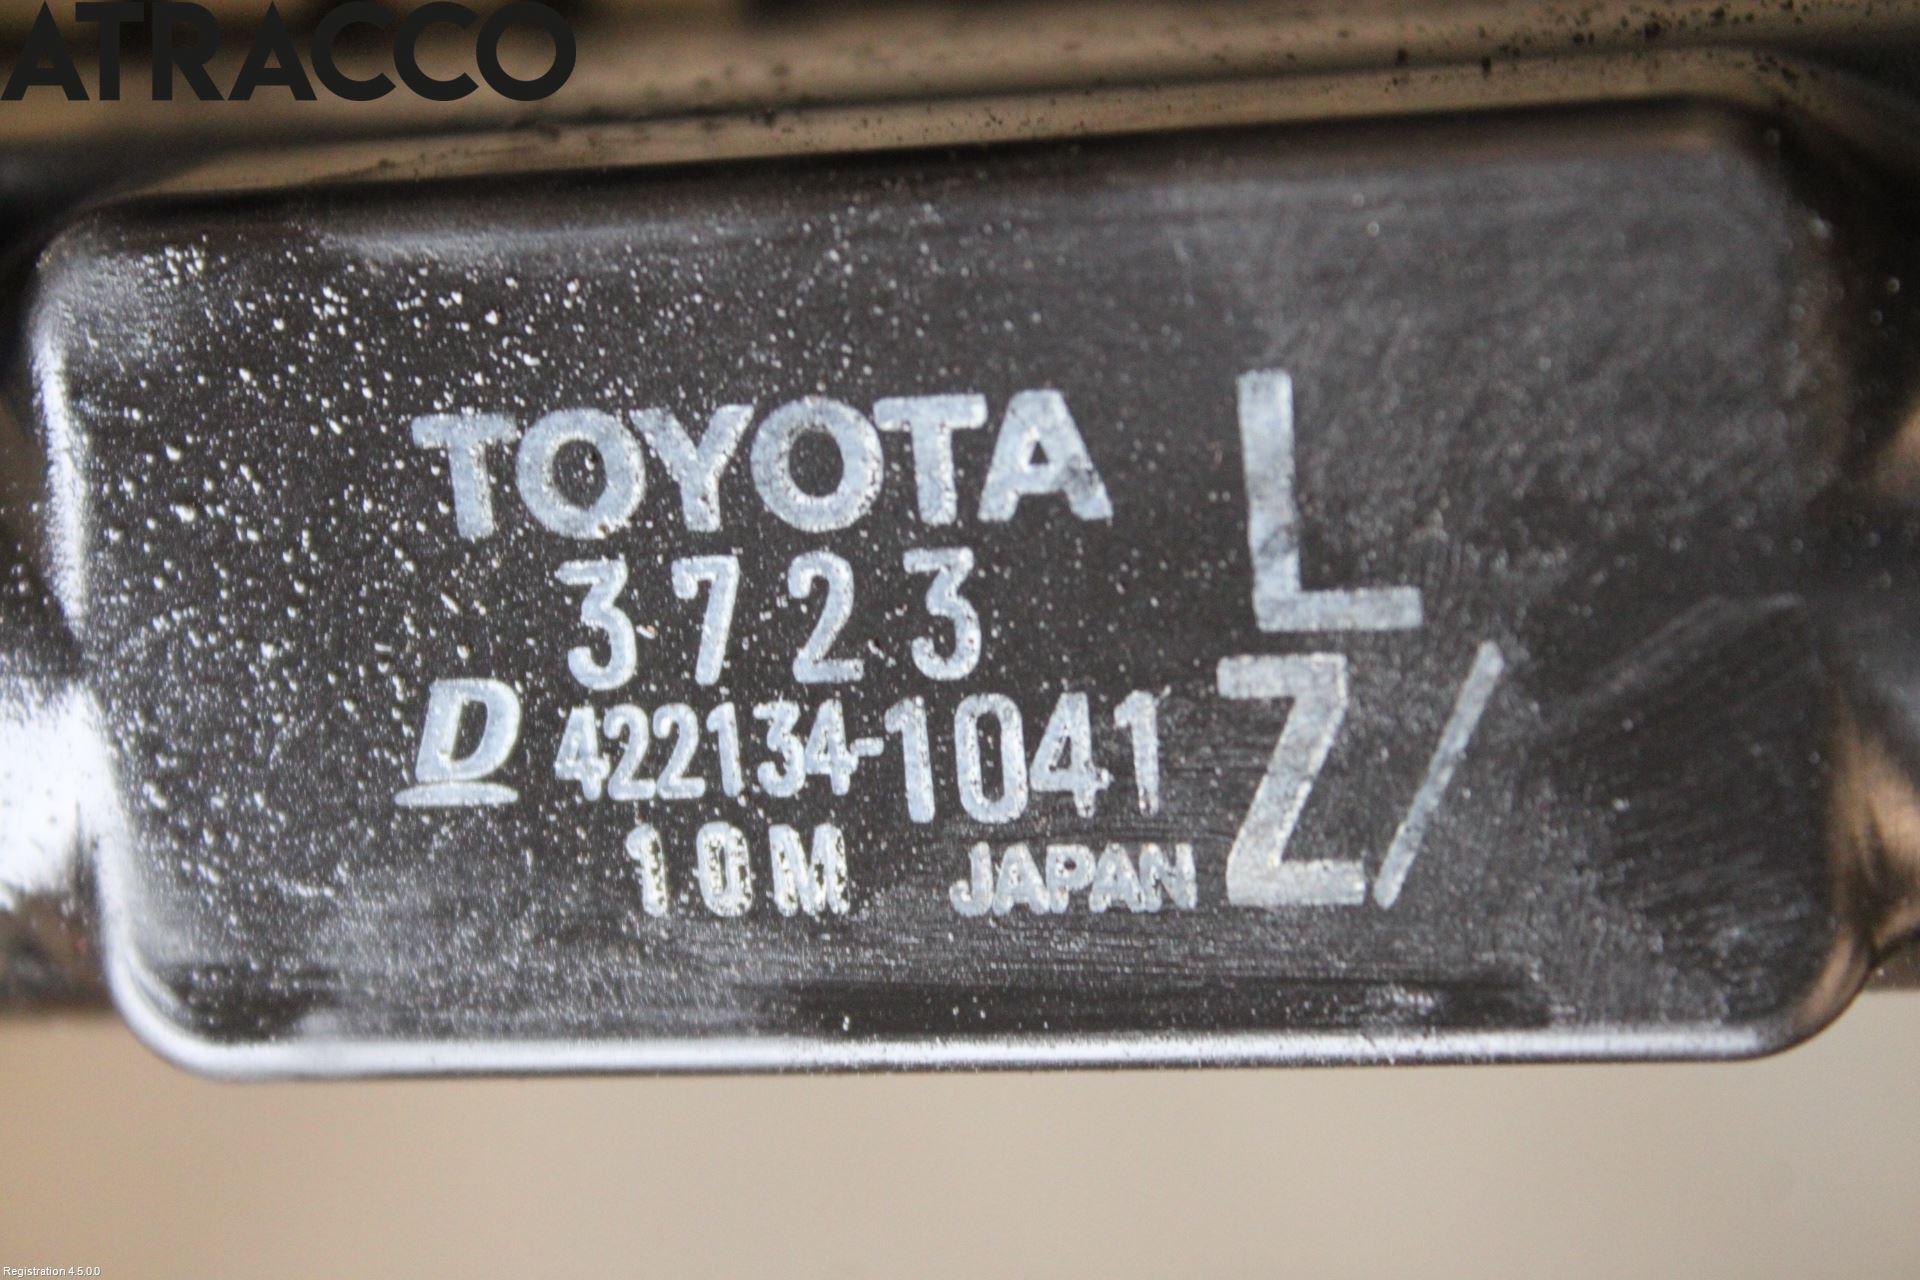 ATRACCO
TOYOTA L
3723
D 422134-1041 Z/
10M JAPAN
Registration 4.5.0.0